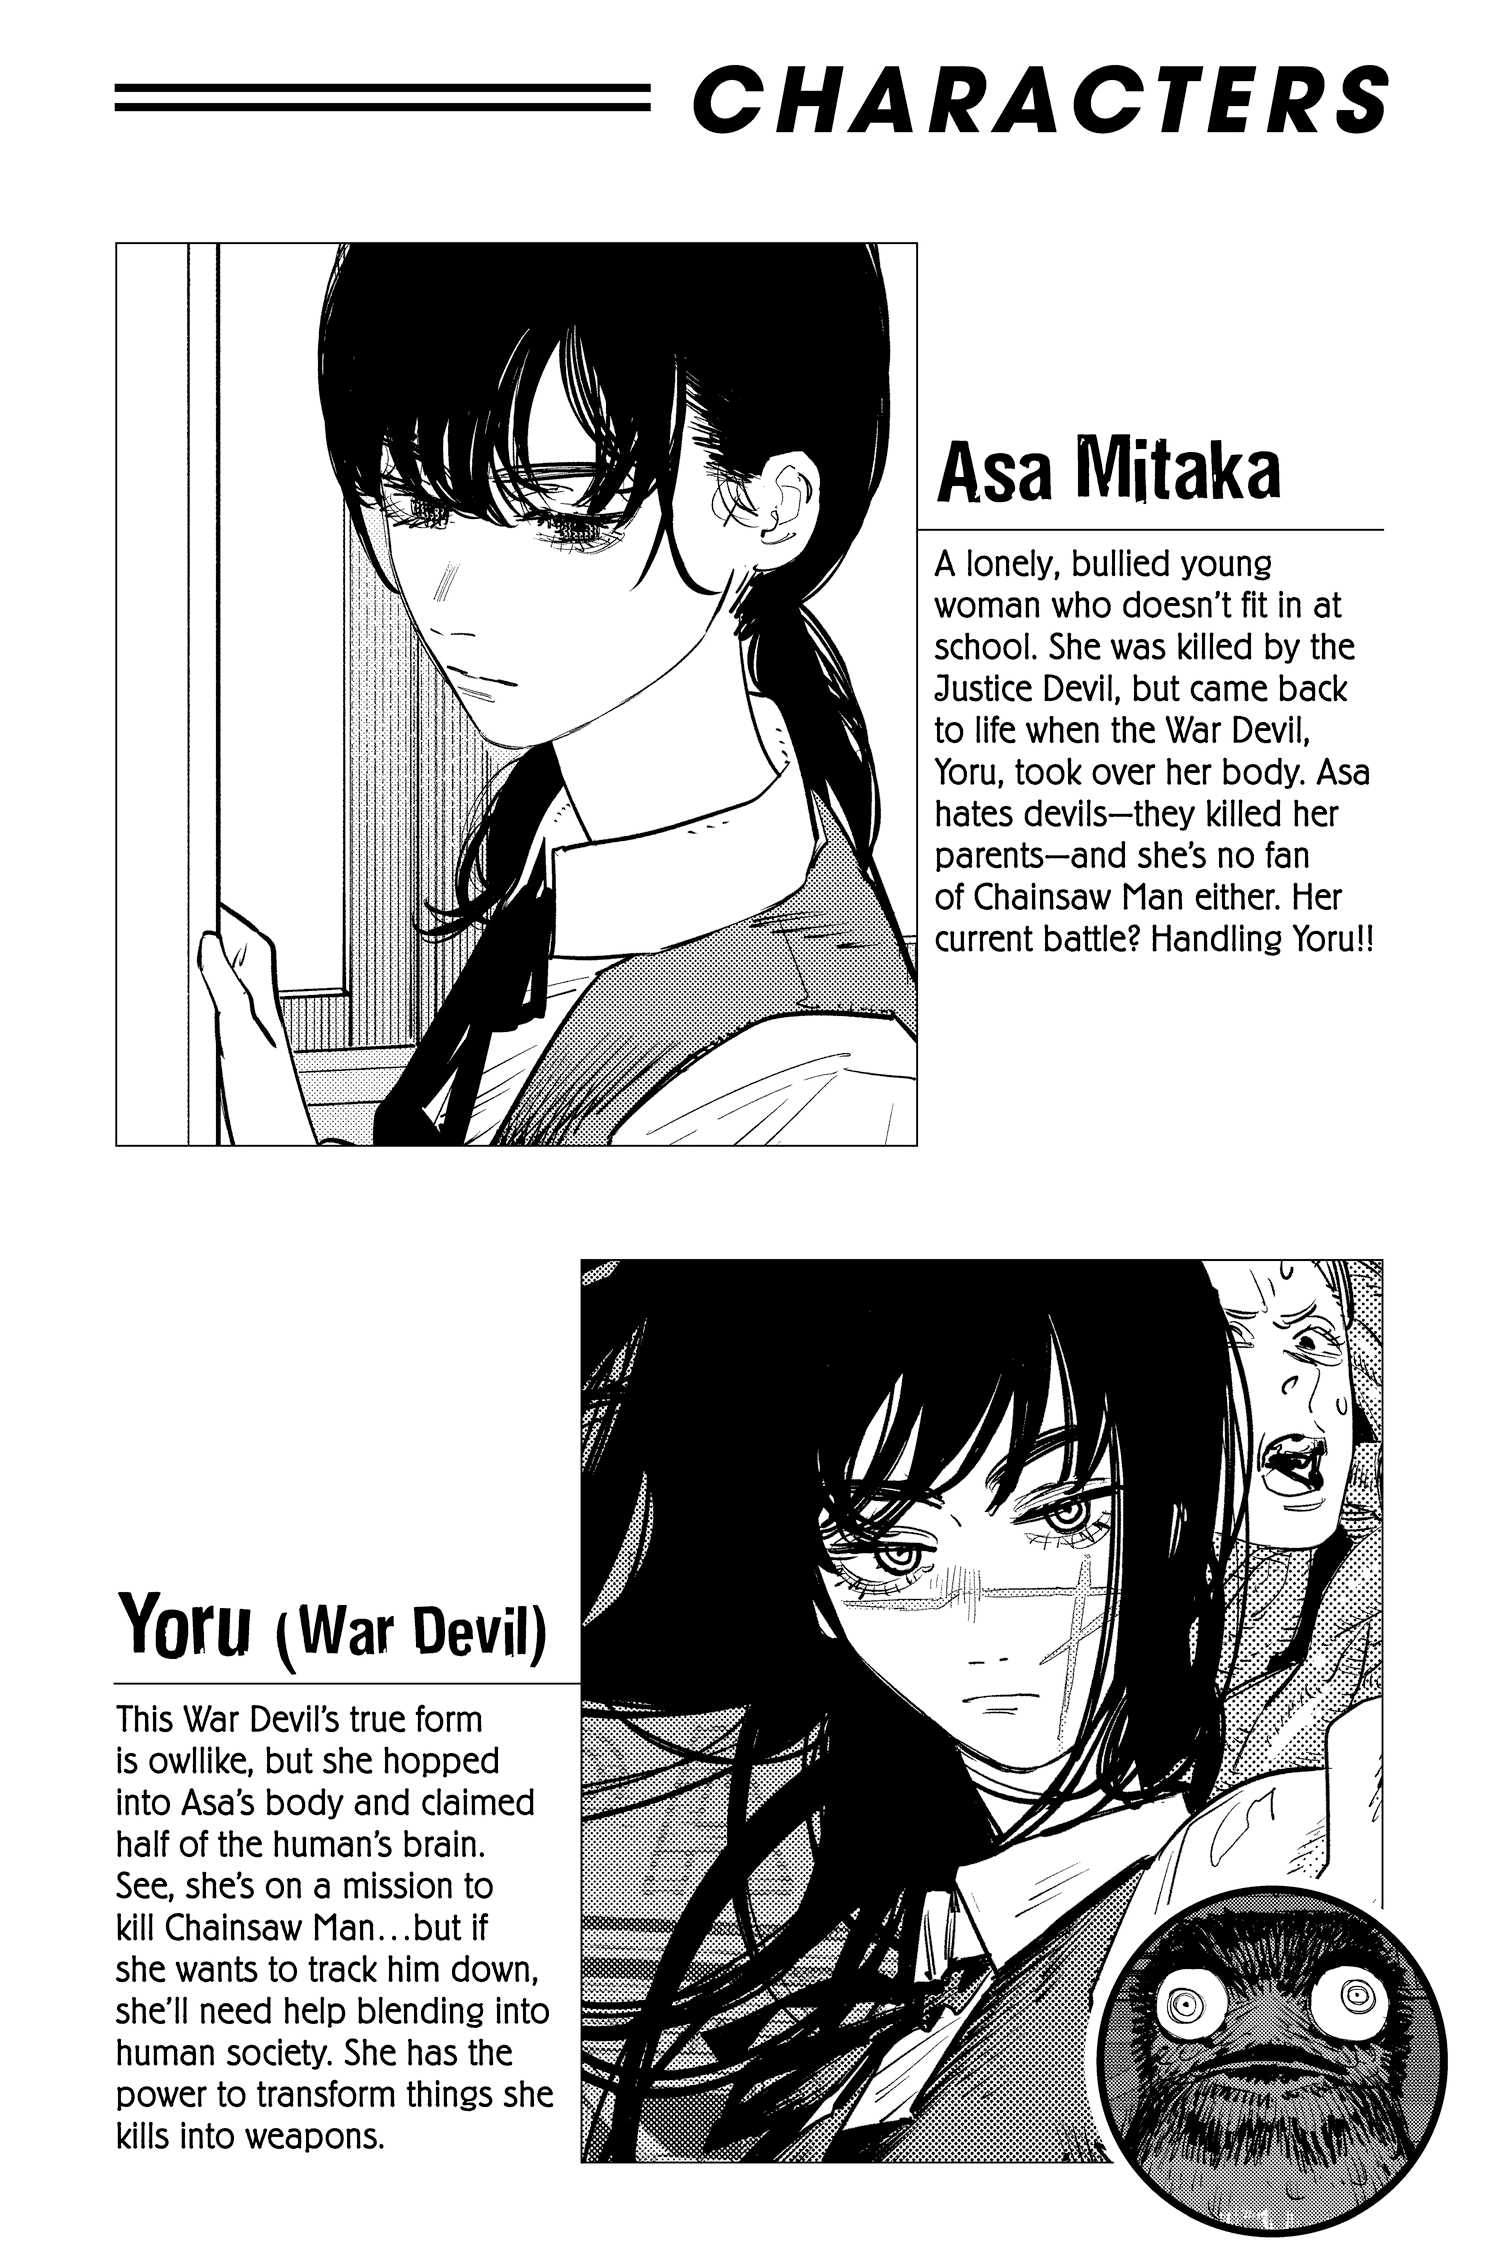 CHARACTERS
Asa Mitaka
A lonely, bullied young
woman who doesn't fit in at
school. She was killed by the
Justice Devil, but came back
to life when the War Devil,
Yoru, took over her body. Asa
hates devils—they killed her
parents—and she's no fan
of Chainsaw Man either. Her
current battle? Handling Yoru!!
Yoru (War Devil)
This War Devil's true form
is owllike, but she hopped
into Asa's body and claimed
half of the human's brain.
See, she's on a mission to
kill Chainsaw Man...but if
she wants to track him down,
she'll need help blending into
human society. She has the
power to transform things she
kills into weapons.